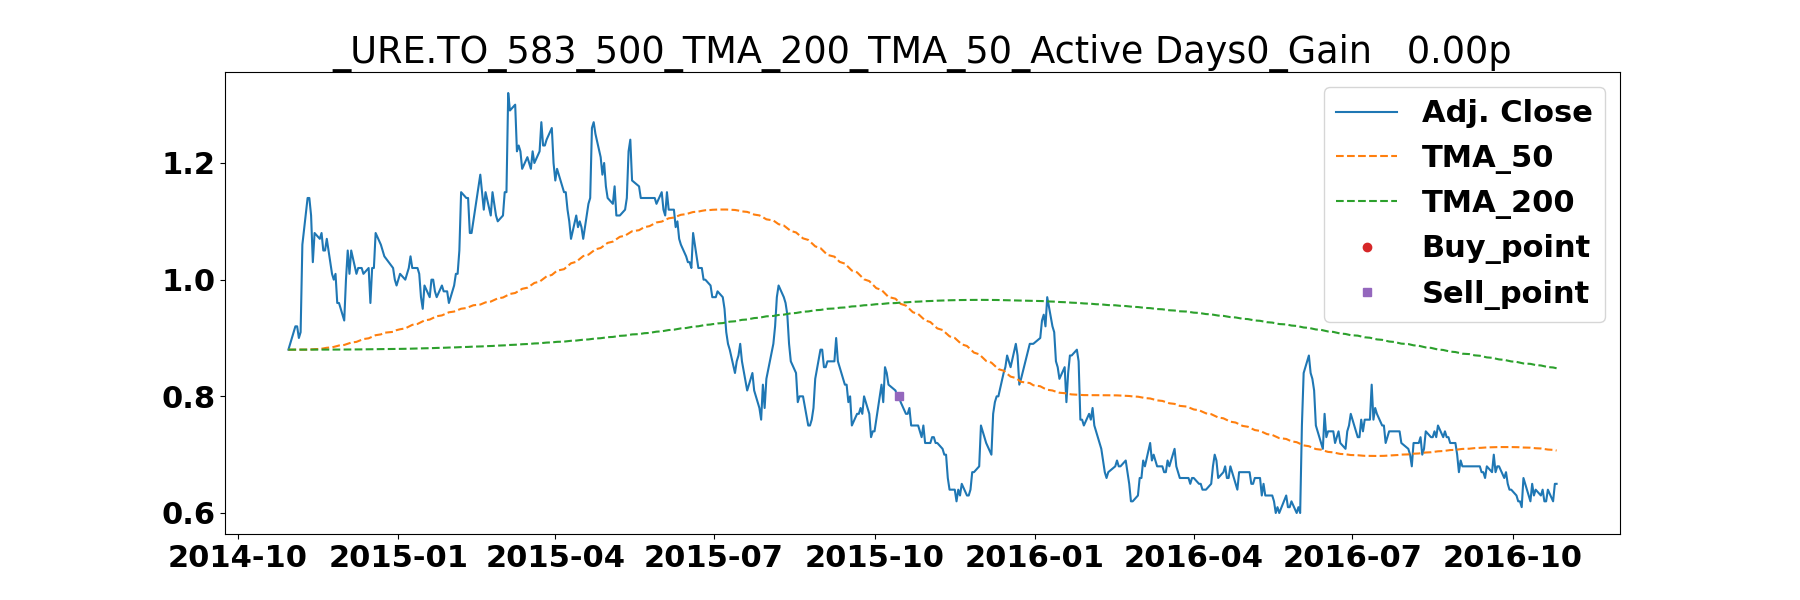 _URE.TO_583_500_TMA_200_TMA_50_Active Days0_Gain   0.00p
Adj. Close
TMA_50
TMA_200
Buy_point
Sell_point
1.2
1.0
0.8
0.6
2014-10 2015-01 2015-04 2015-07 2015-10 2016-01 2016-04 2016-07 2016-10